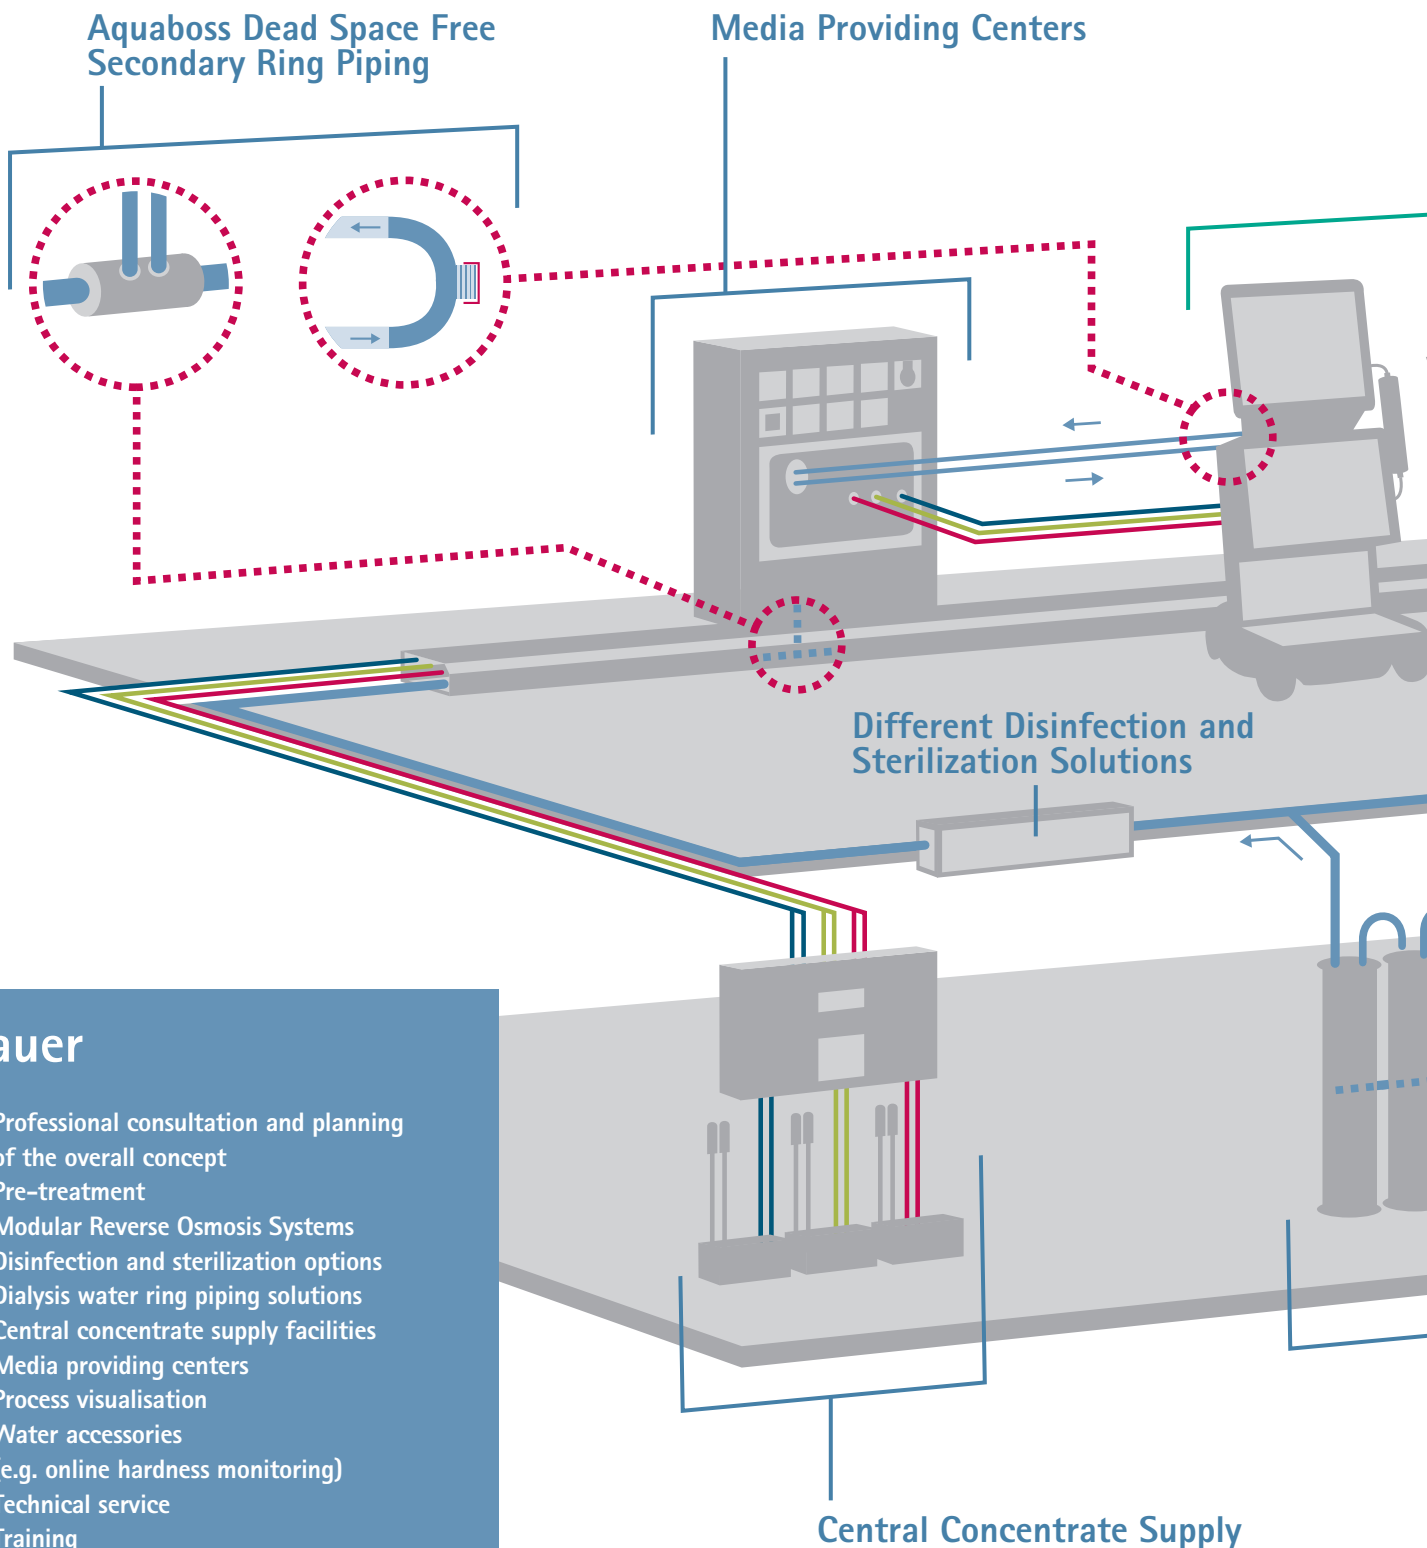 Aquaboss Dead Space Free
Secondary Ring Piping
Media Providing Centers
Different Disinfection and
Sterilization Solutions
auer
Professional consultation and planning
of the overall concept
Pre-treatment
Modular Reverse Osmosis Systems
Disinfection and sterilization options
Dialysis water ring piping solutions
Central concentrate supply facilities
Media providing centers
Process visualisation
Water accessories
(e.g. online hardness monitoring)
Technical service
Training
Central Concentrate Supply